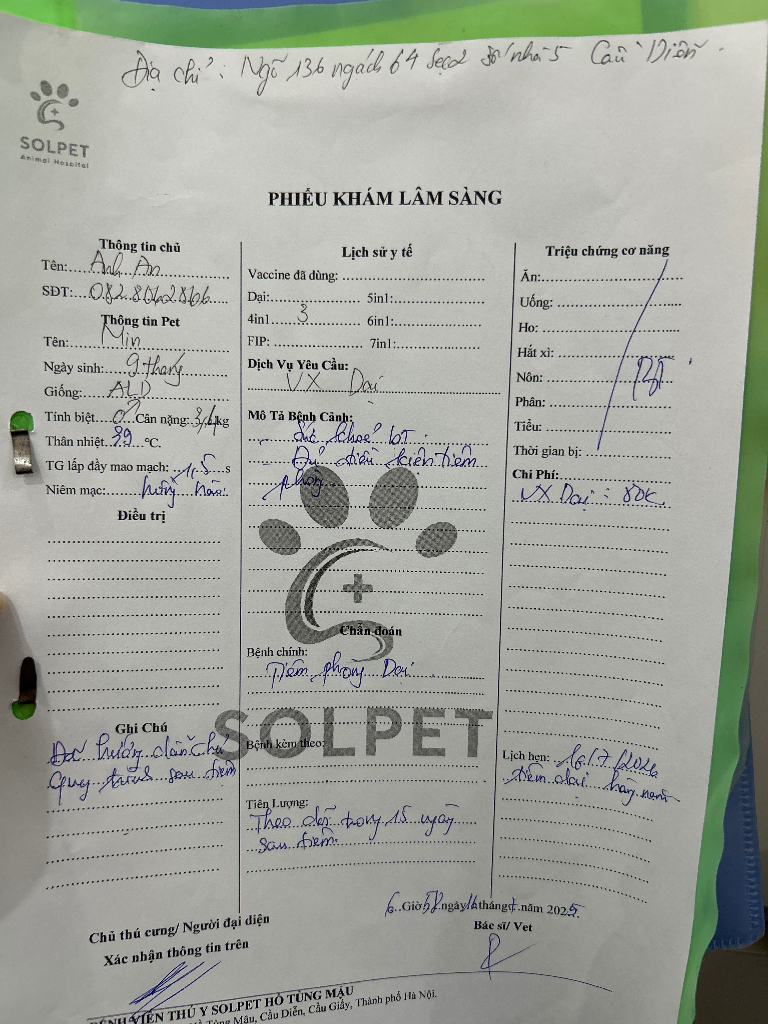 Địa chỉ: Ngõ 136 ngách 64 số nhà 5 Cầu Diễn
SOLPET
Animal Hospital
PHIẾU KHÁM LÂM SÀNG
Thông tin chủ
Tên: Anh An
SĐT: 082.8062.8606
Thông tin Pet
Tên: Min
Ngày sinh: 9 tháng
Giống: ALD
Tính biệt ♂ Cân nặng: 3,4 kg
Thân nhiệt 39 °C.
TG lấp đầy mao mạch: 1,5 s
Niêm mạc: hồng hào
Điều trị
Ghi Chú
Đã hướng dẫn chủ
quy trình sau tiêm
Lịch sử y tế
Vaccine đã dùng:
Dại: 5in1:
4in1 3 6in1:
FIP: 7in1:
Dịch Vụ Yêu Cầu:
VX Dại
Mô Tả Bệnh Cảnh:
- Sức khoẻ tốt
- Đủ điều kiện tiêm
phòng
Chẩn đoán
Bệnh chính:
Tiêm phòng Dại
SOLPET
Bệnh kèm theo:
Tiên Lượng:
Theo dõi trong 15 ngày
sau tiêm
Triệu chứng cơ năng
Ăn:
Uống:
Ho:
Hắt xì:
Nôn: BT
Phân:
Tiểu:
Thời gian bị:
Chi Phí:
VX Dại: 80K
Lịch hẹn: 16/7/2026
tiêm dại hàng năm
6 Giờ 58 ngày 16 tháng 7 năm 2025
Chủ thú cưng/ Người đại diện
Xác nhận thông tin trên
Bác sĩ/ Vet
BỆNH VIỆN THÚ Y SOLPET HỒ TÙNG MẬU
Hồ Tùng Mậu, Cầu Diễn, Cầu Giấy, Thành phố Hà Nội.